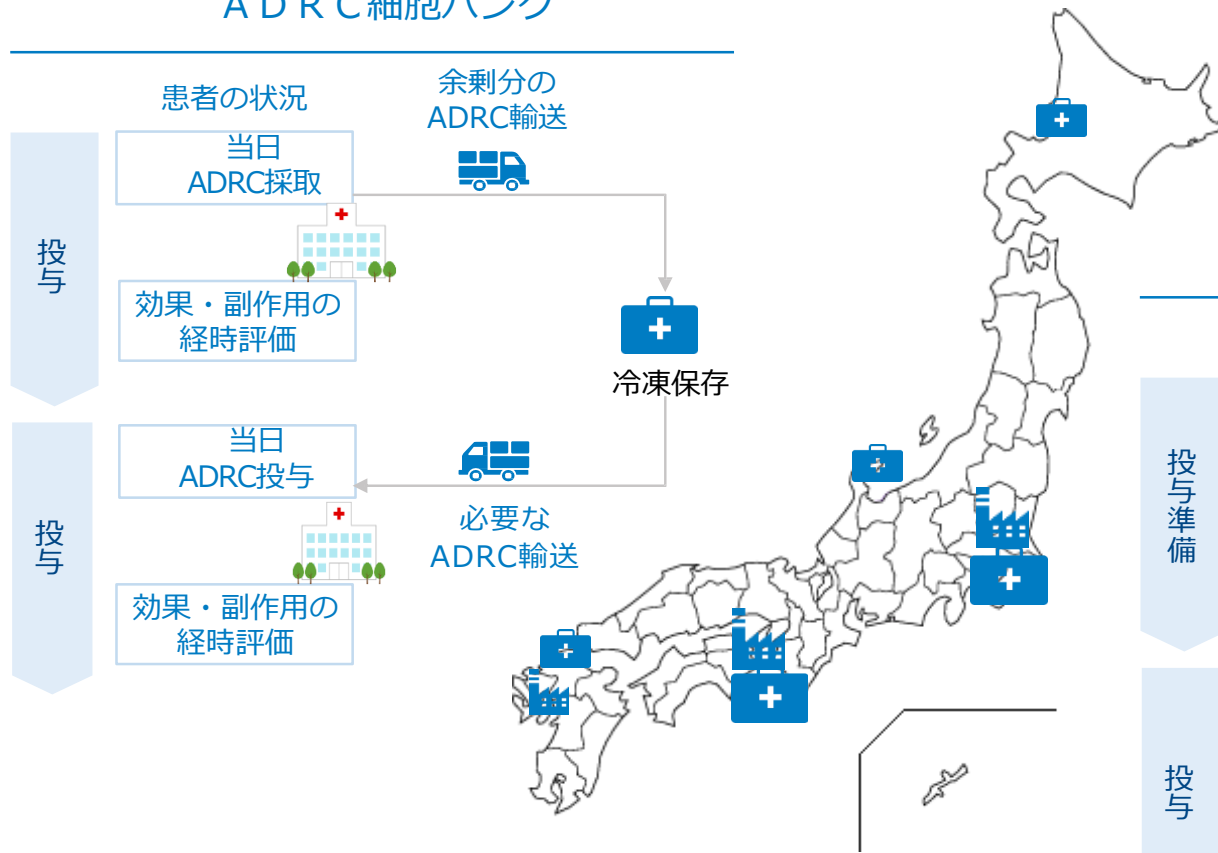 ＡＤＲＣ細胞バンク
患者の状況
余剰分の
ADRC輸送
投与
当日
ADRC採取
効果・副作用の
経時評価
冷凍保存
投与
当日
ADRC投与
必要な
ＡＤＲＣ輸送
効果・副作用の
経時評価
投与準備
投与